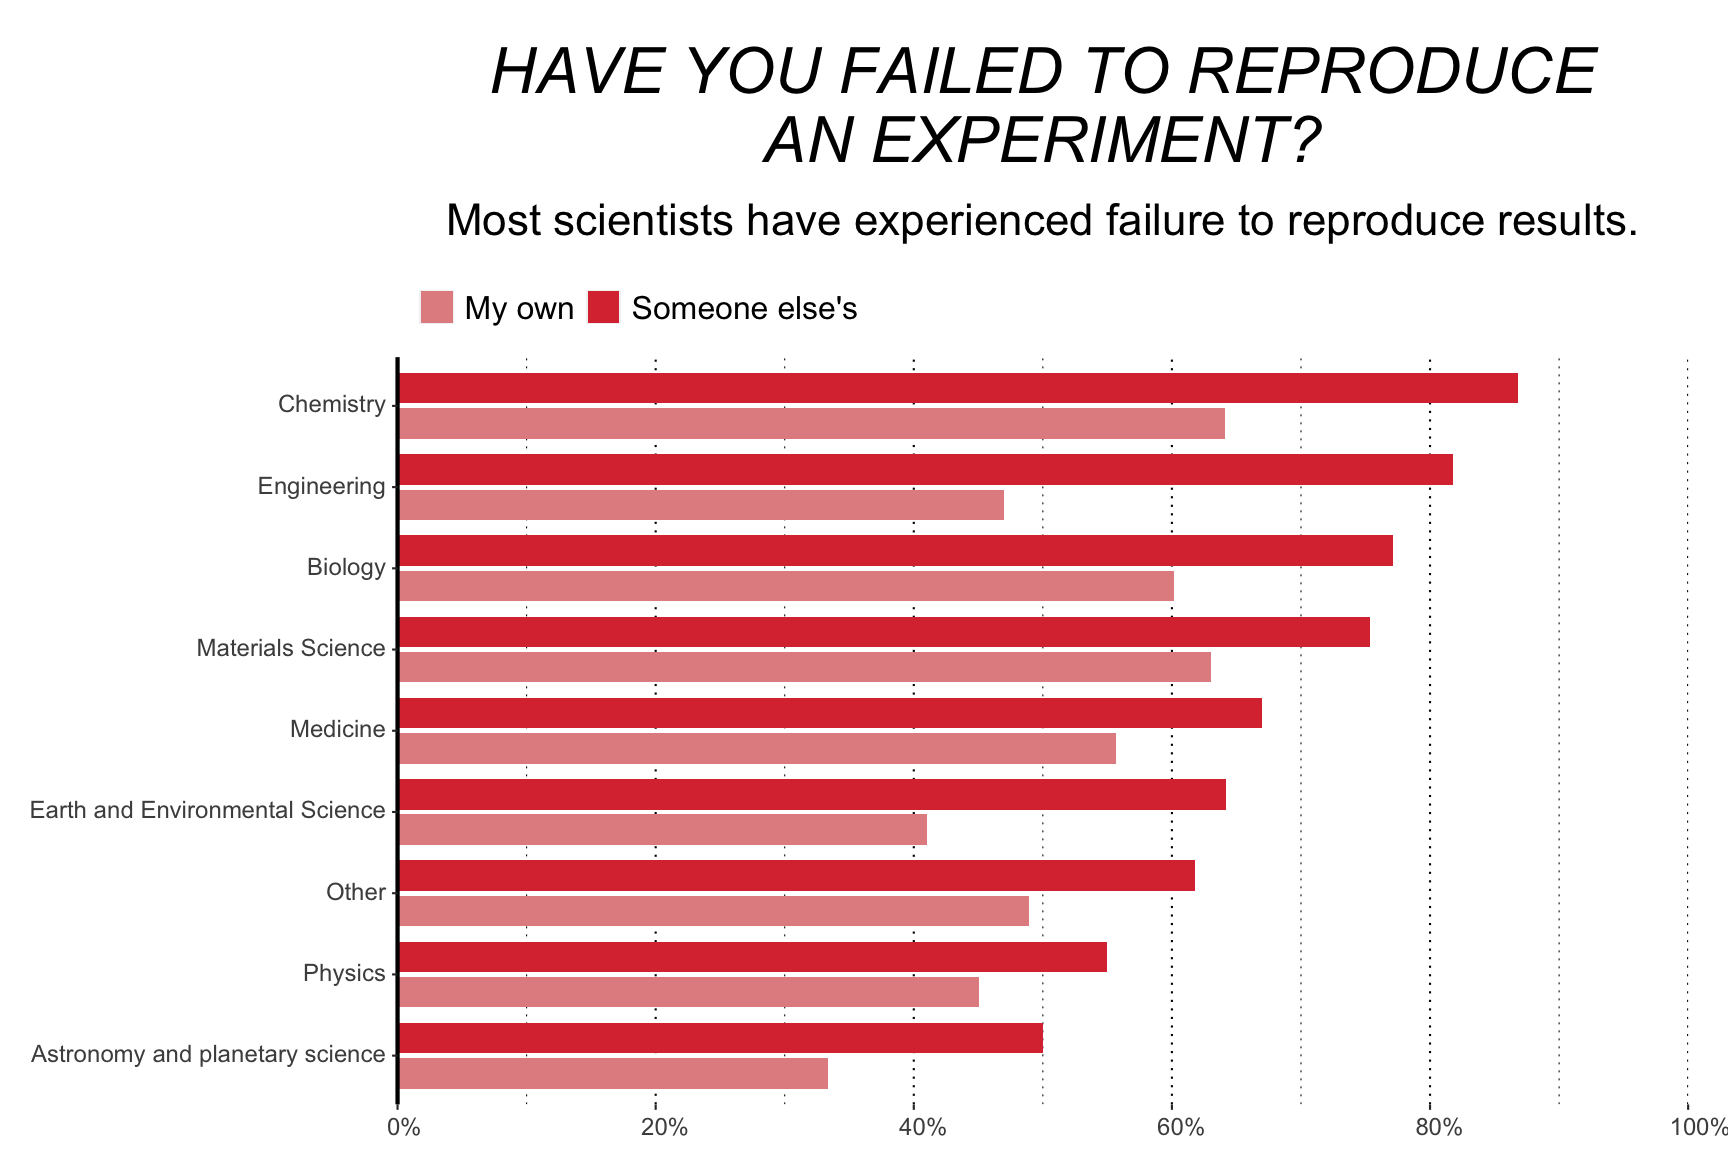 HAVE YOU FAILED TO REPRODUCE
AN EXPERIMENT?
Most scientists have experienced failure to reproduce results.
My own Someone else's
Chemistry
Engineering
Biology
Materials Science
Medicine
Earth and Environmental Science
Other
Physics
Astronomy and planetary science
0% 20% 40% 60% 80% 100%